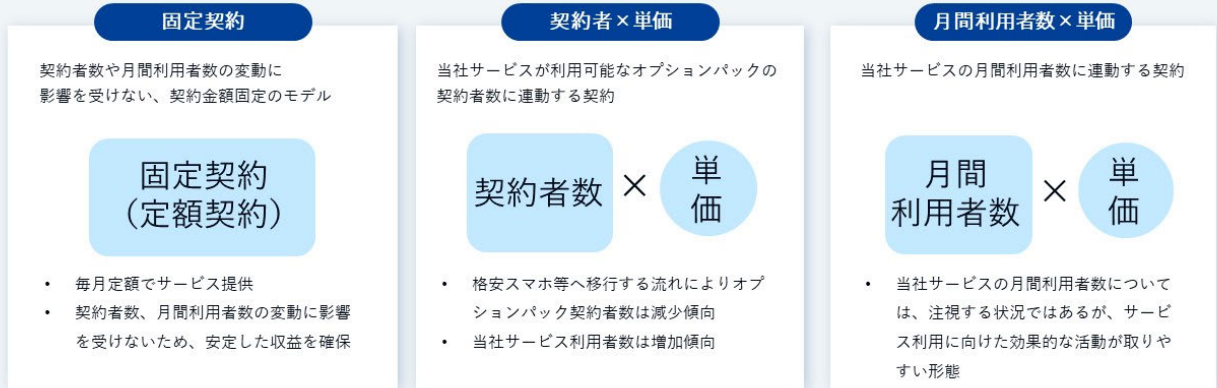 固定契約
契約者数や月間利用者数の変動に
影響を受けない、契約金額固定のモデル
固定契約
（定額契約）
• 毎月定額でサービス提供
• 契約者数、月間利用者数の変動に影響
を受けないため、安定した収益を確保
契約者×単価
当社サービスが利用可能なオプションパックの
契約者数に連動する契約
契約者数 × 単
価
• 格安スマホ等へ移行する流れによりオプ
ションパック契約者数は減少傾向
• 当社サービス利用者数は増加傾向
月間利用者数×単価
当社サービスの月間利用者数に連動する契約
月間
利用者数 × 単
価
• 当社サービスの月間利用者数について
は、注視する状況ではあるが、サービ
ス利用に向けた効果的な活動が取りや
すい形態